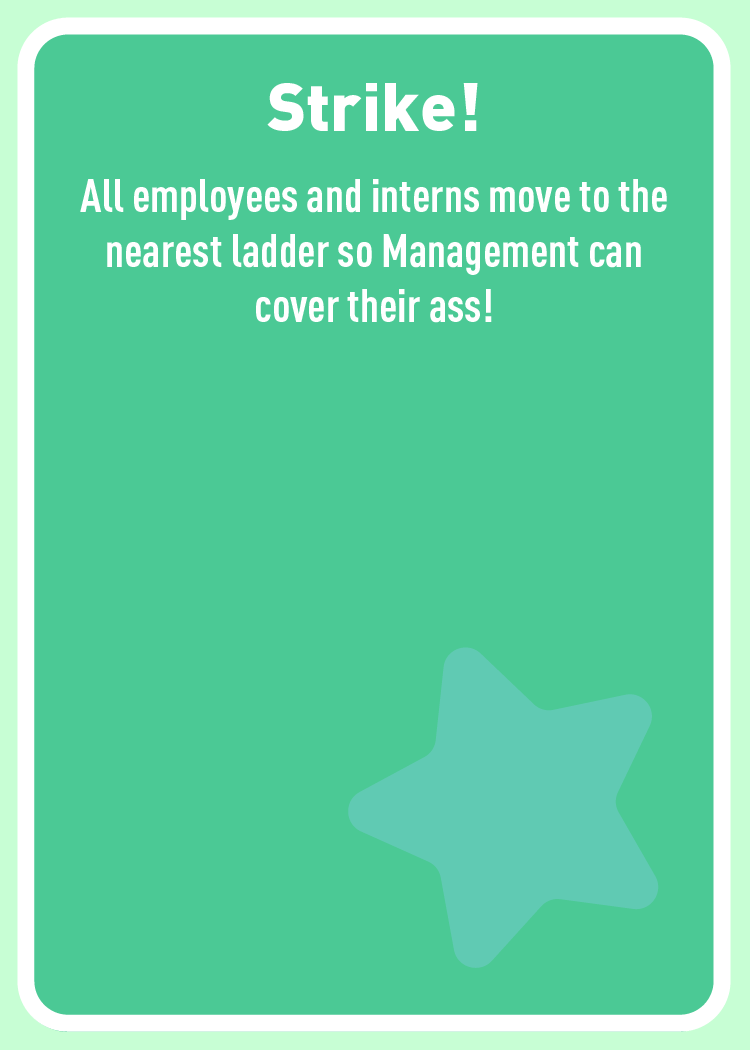 Strike!
All employees and interns move to the
nearest ladder so Management can
cover their ass!